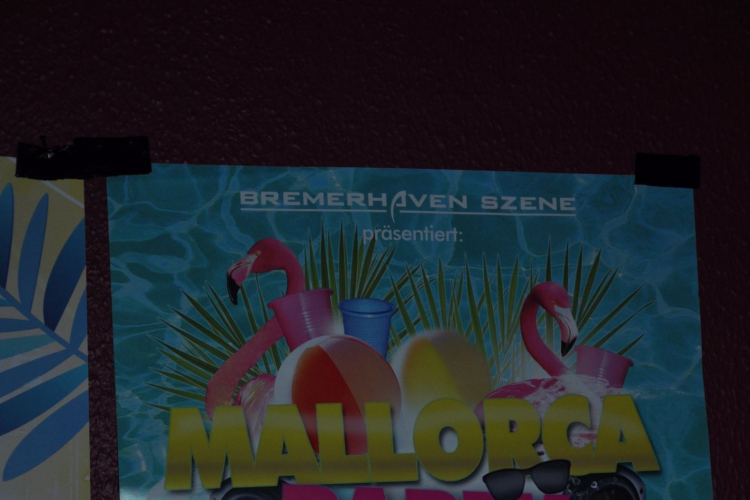 BREMERHAVEN SZENE
präsentiert:
MALLORCA